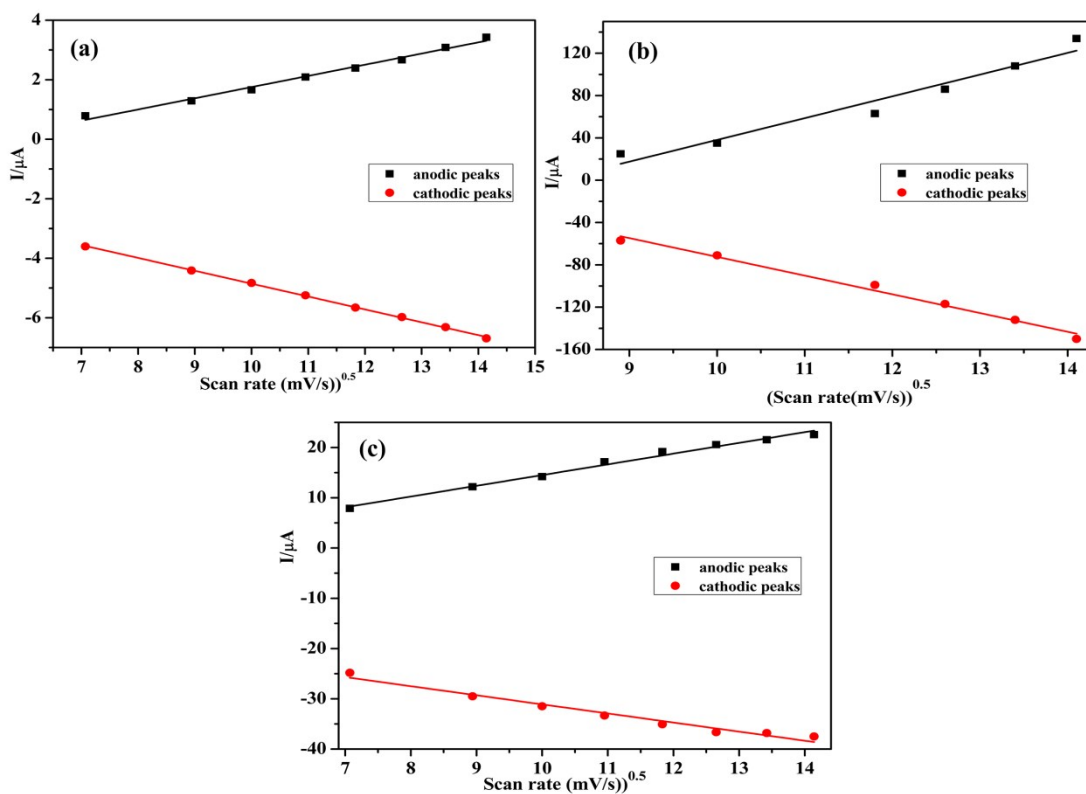 (a)
4
2
0
-2
-4
-6
I/µA
anodic peaks
cathodic peaks
6 7 8 9 10 11 12 13 14 15
Scan rate (mV/s))^0.5
(b)
120
80
40
0
-40
-80
-120
-160
I/µA
anodic peaks
cathodic peaks
9 10 11 12 13 14
(Scan rate(mV/s))^0.5
(c)
20
10
0
-10
-20
-30
-40
I/µA
anodic peaks
cathodic peaks
7 8 9 10 11 12 13 14
Scan rate (mV/s))^0.5